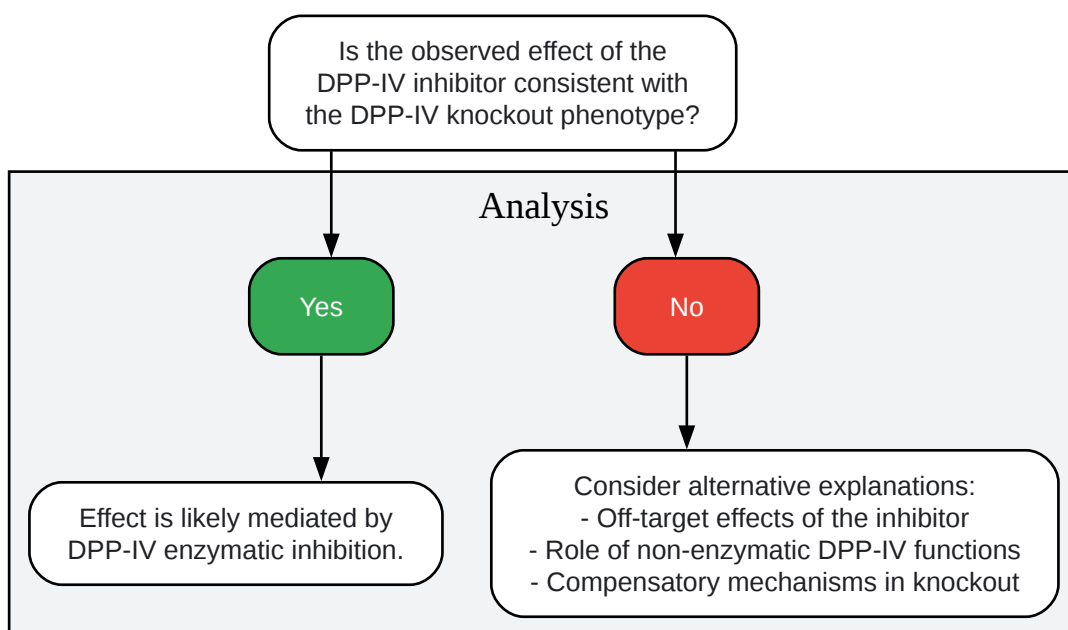 Is the observed effect of the
DPP-IV inhibitor consistent with
the DPP-IV knockout phenotype?
Analysis
Yes
No
Effect is likely mediated by
DPP-IV enzymatic inhibition.
Consider alternative explanations:
- Off-target effects of the inhibitor
- Role of non-enzymatic DPP-IV functions
- Compensatory mechanisms in knockout